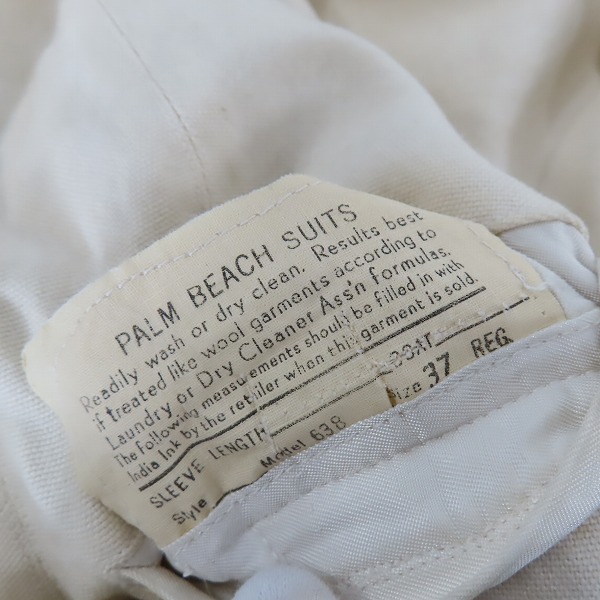 PALM BEACH SUITS
Readily wash or dry clean. Results best
if treated like wool garments according to
Laundry or Dry Cleaner Ass'n formulas.
The following measurements should be filled in with
India Ink by the retailer when this garment is sold.
SLEEVE LENGTH COAT
Style Model 638 Size 37 REG.